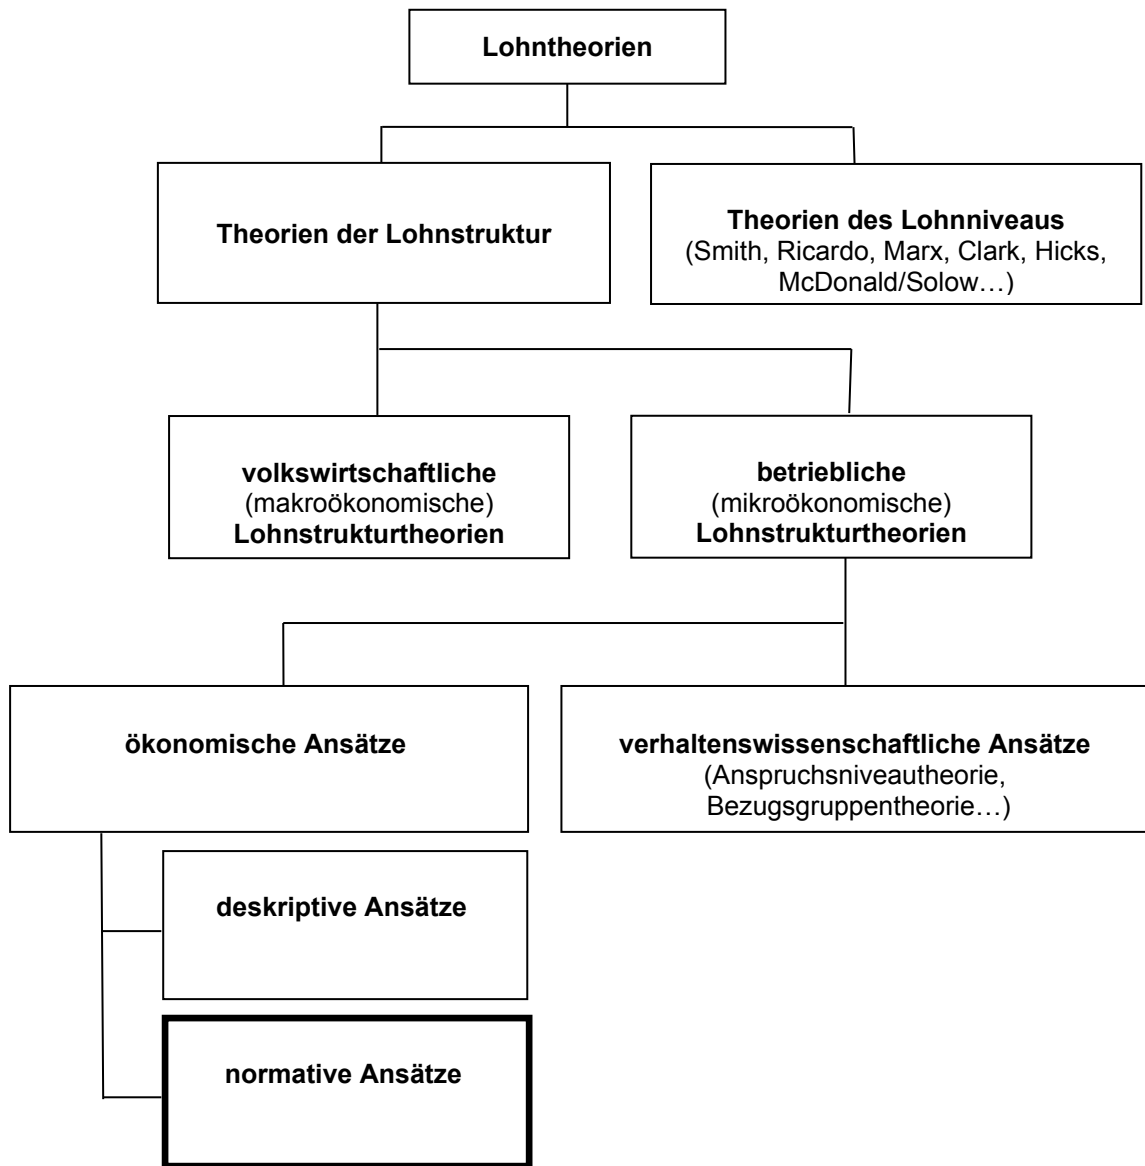 Lohntheorien
Theorien der Lohnstruktur
Theorien des Lohnniveaus
(Smith, Ricardo, Marx, Clark, Hicks,
McDonald/Solow…)
volkswirtschaftliche
(makroökonomische)
Lohnstrukturtheorien
betriebliche
(mikroökonomische)
Lohnstrukturtheorien
ökonomische Ansätze
verhaltenswissenschaftliche Ansätze
(Anspruchsniveautheorie,
Bezugsgruppentheorie…)
deskriptive Ansätze
normative Ansätze